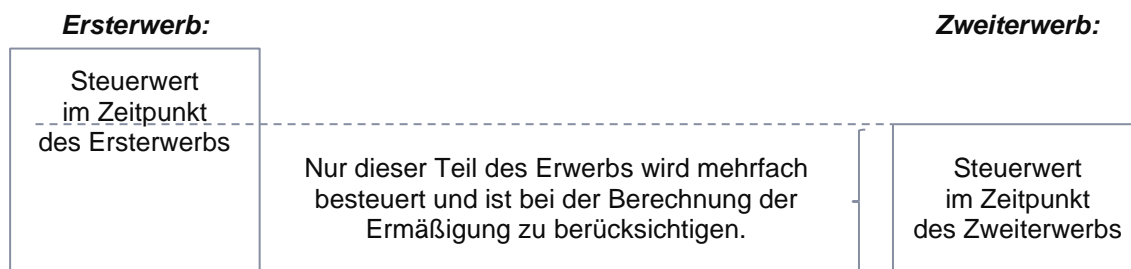 Ersterwerb:
Zweiterwerb:
Steuerwert
im Zeitpunkt
des Ersterwerbs
Nur dieser Teil des Erwerbs wird mehrfach
besteuert und ist bei der Berechnung der
Ermäßigung zu berücksichtigen.
Steuerwert
im Zeitpunkt
des Zweiterwerbs